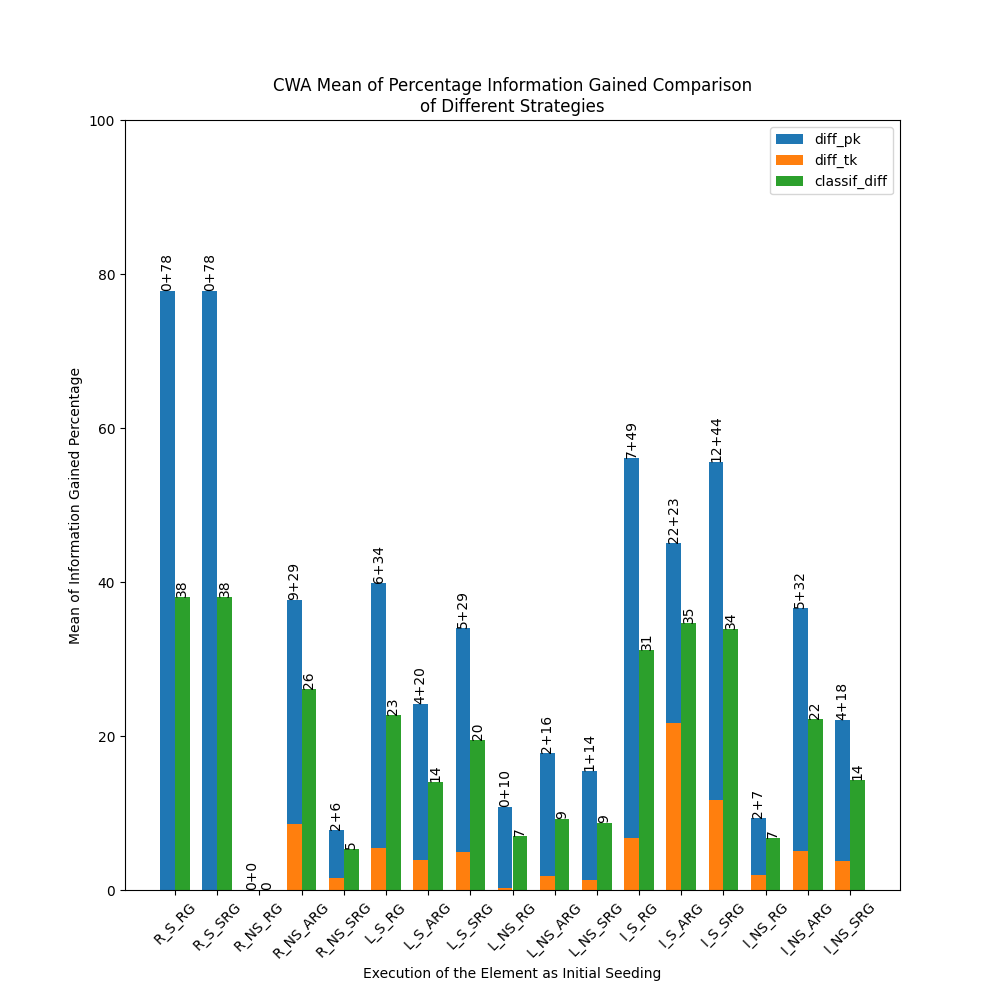 CWA Mean of Percentage Information Gained Comparison
of Different Strategies
diff_pk
diff_tk
classif_diff
Mean of Information Gained Percentage
100
80
60
40
20
0
0+78
38
0+78
38
0+0
0
9+29
26
2+6
5
6+34
23
4+20
14
5+29
20
0+10
7
2+16
9
1+14
9
7+49
31
22+23
35
12+44
34
2+7
7
5+32
22
4+18
14
R_S_RG
R_S_SRG
R_NS_RG
R_NS_ARG
R_NS_SRG
L_S_RG
L_S_ARG
L_S_SRG
L_NS_RG
L_NS_ARG
L_NS_SRG
I_S_RG
I_S_ARG
I_S_SRG
I_NS_RG
I_NS_ARG
I_NS_SRG
Execution of the Element as Initial Seeding